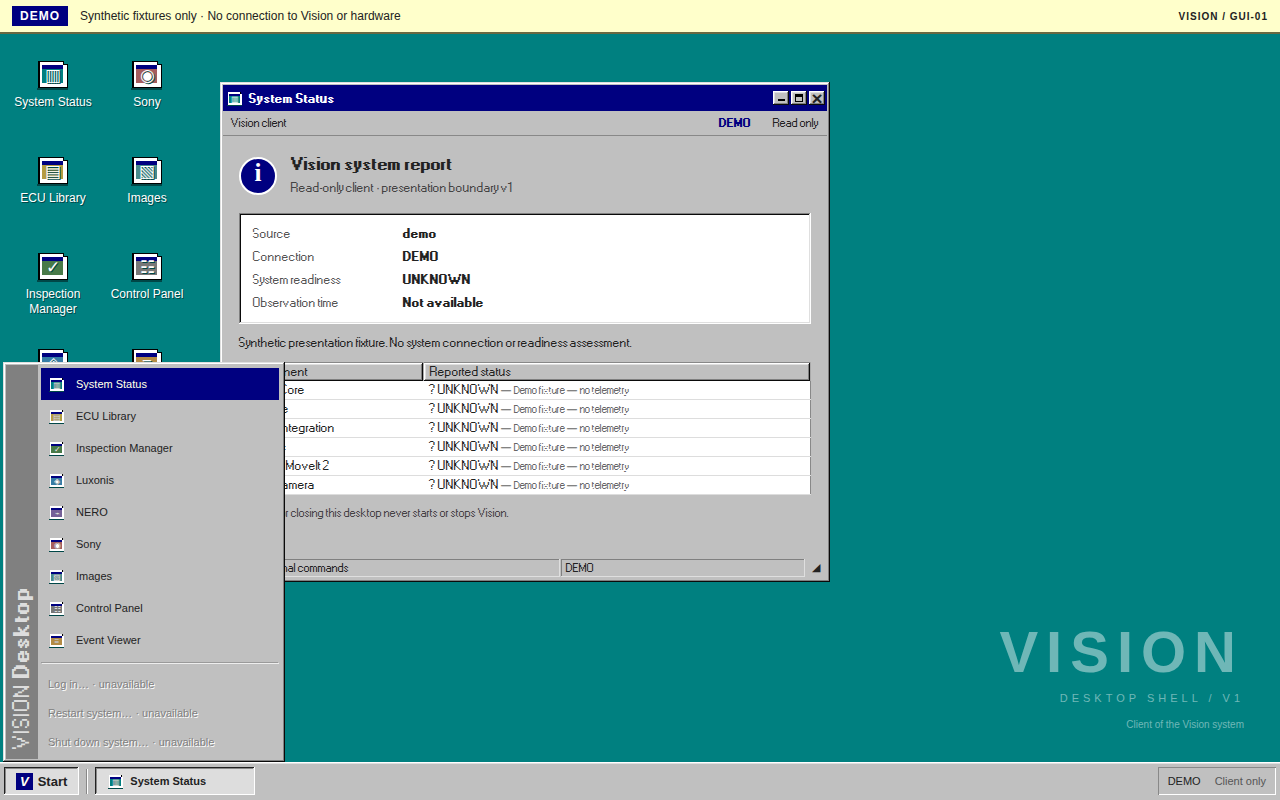 DEMO Synthetic fixtures only · No connection to Vision or hardware VISION / GUI-01
System Status Sony
ECU Library Images
Inspection Manager Control Panel
System Status
Vision client DEMO Read only
i Vision system report
Read-only client · presentation boundary v1
Source demo
Connection DEMO
System readiness UNKNOWN
Observation time Not available
Synthetic presentation fixture. No system connection or readiness assessment.
Reported status
Core ? UNKNOWN — Demo fixture — no telemetry
? UNKNOWN — Demo fixture — no telemetry
ntegration ? UNKNOWN — Demo fixture — no telemetry
? UNKNOWN — Demo fixture — no telemetry
MoveIt 2 ? UNKNOWN — Demo fixture — no telemetry
amera ? UNKNOWN — Demo fixture — no telemetry
r closing this desktop never starts or stops Vision.
nal commands DEMO
VISION Desktop
System Status
ECU Library
Inspection Manager
Luxonis
NERO
Sony
Images
Control Panel
Event Viewer
Log in... · unavailable
Restart system... · unavailable
Shut down system... · unavailable
VISION
DESKTOP SHELL / V1
Client of the Vision system
V Start System Status DEMO Client only